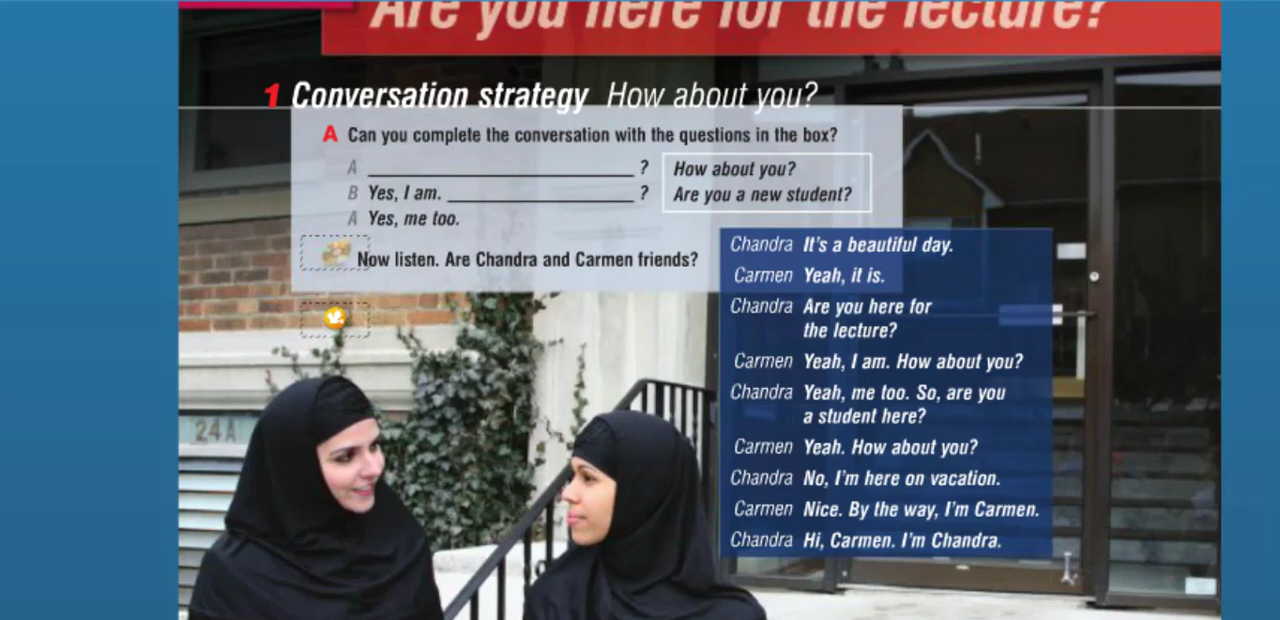 Are you here for the lecture?
1 Conversation strategy How about you?
A Can you complete the conversation with the questions in the box?
A ______________________ ?
B Yes, I am. ________________ ?
A Yes, me too.
How about you?
Are you a new student?
Now listen. Are Chandra and Carmen friends?
Chandra It's a beautiful day.
Carmen Yeah, it is.
Chandra Are you here for
the lecture?
Carmen Yeah, I am. How about you?
Chandra Yeah, me too. So, are you
a student here?
Carmen Yeah. How about you?
Chandra No, I'm here on vacation.
Carmen Nice. By the way, I'm Carmen.
Chandra Hi, Carmen. I'm Chandra.
24A